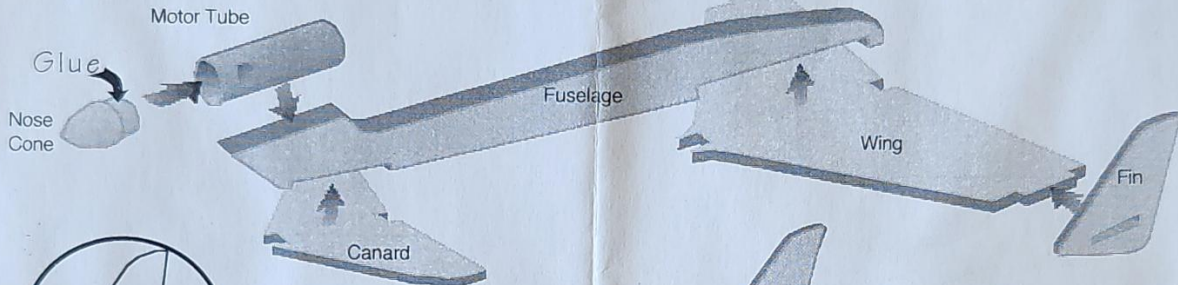 Motor Tube
Glue
Nose
Cone
Fuselage
Wing
Fin
Canard